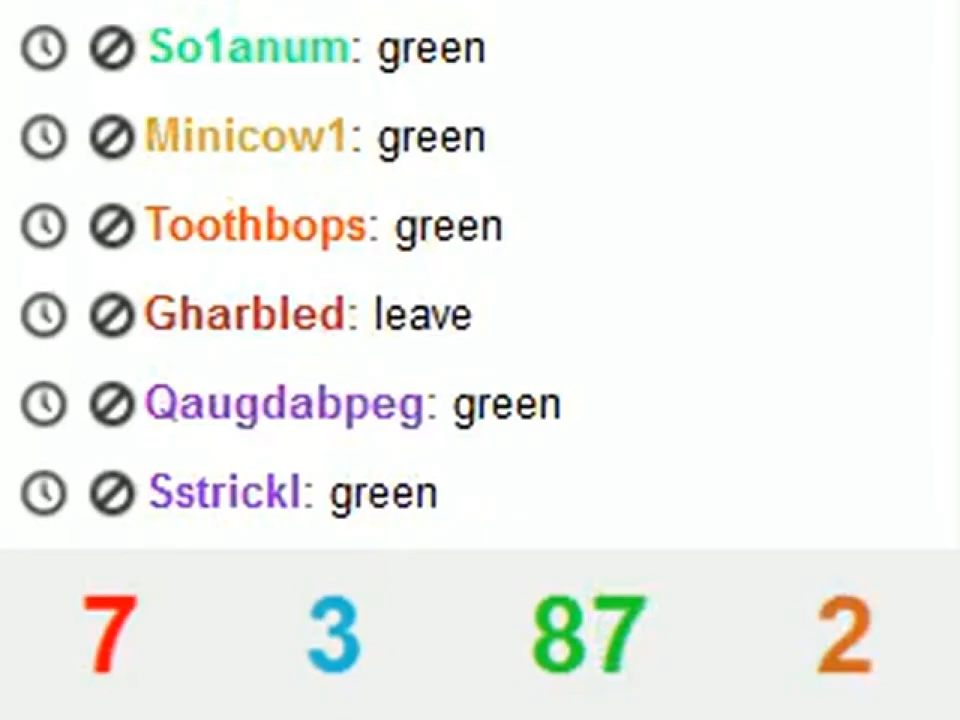 So1anum: green
Minicow1: green
Toothbops: green
Gharbled: leave
Qaugdabpeg: green
Sstrickl: green
7 3 87 2